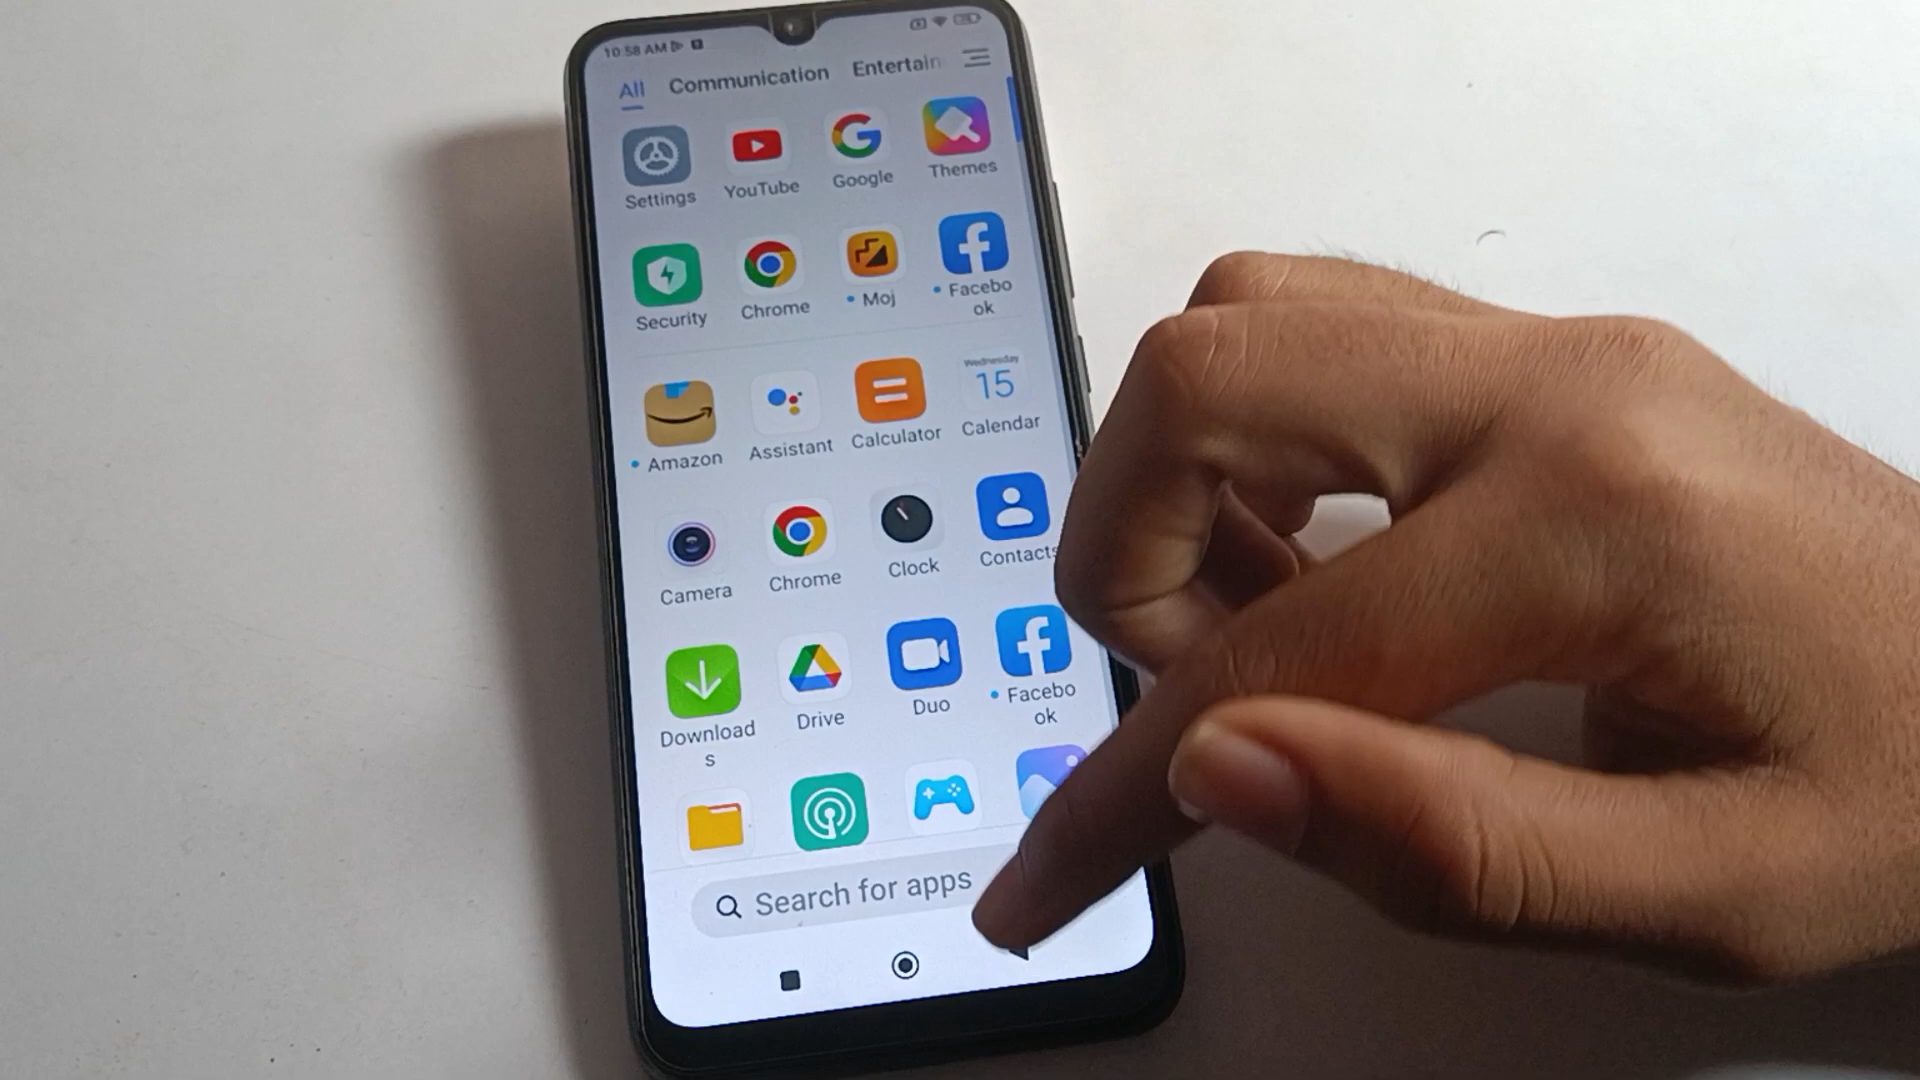 10:58 AM
All Communication Entertain
Settings YouTube Google Themes
Security Chrome Moj Facebo
ok
Wednesday
15
Amazon Assistant Calculator Calendar
Camera Chrome Clock Contacts
Download Drive Duo Facebo
s ok
Search for apps